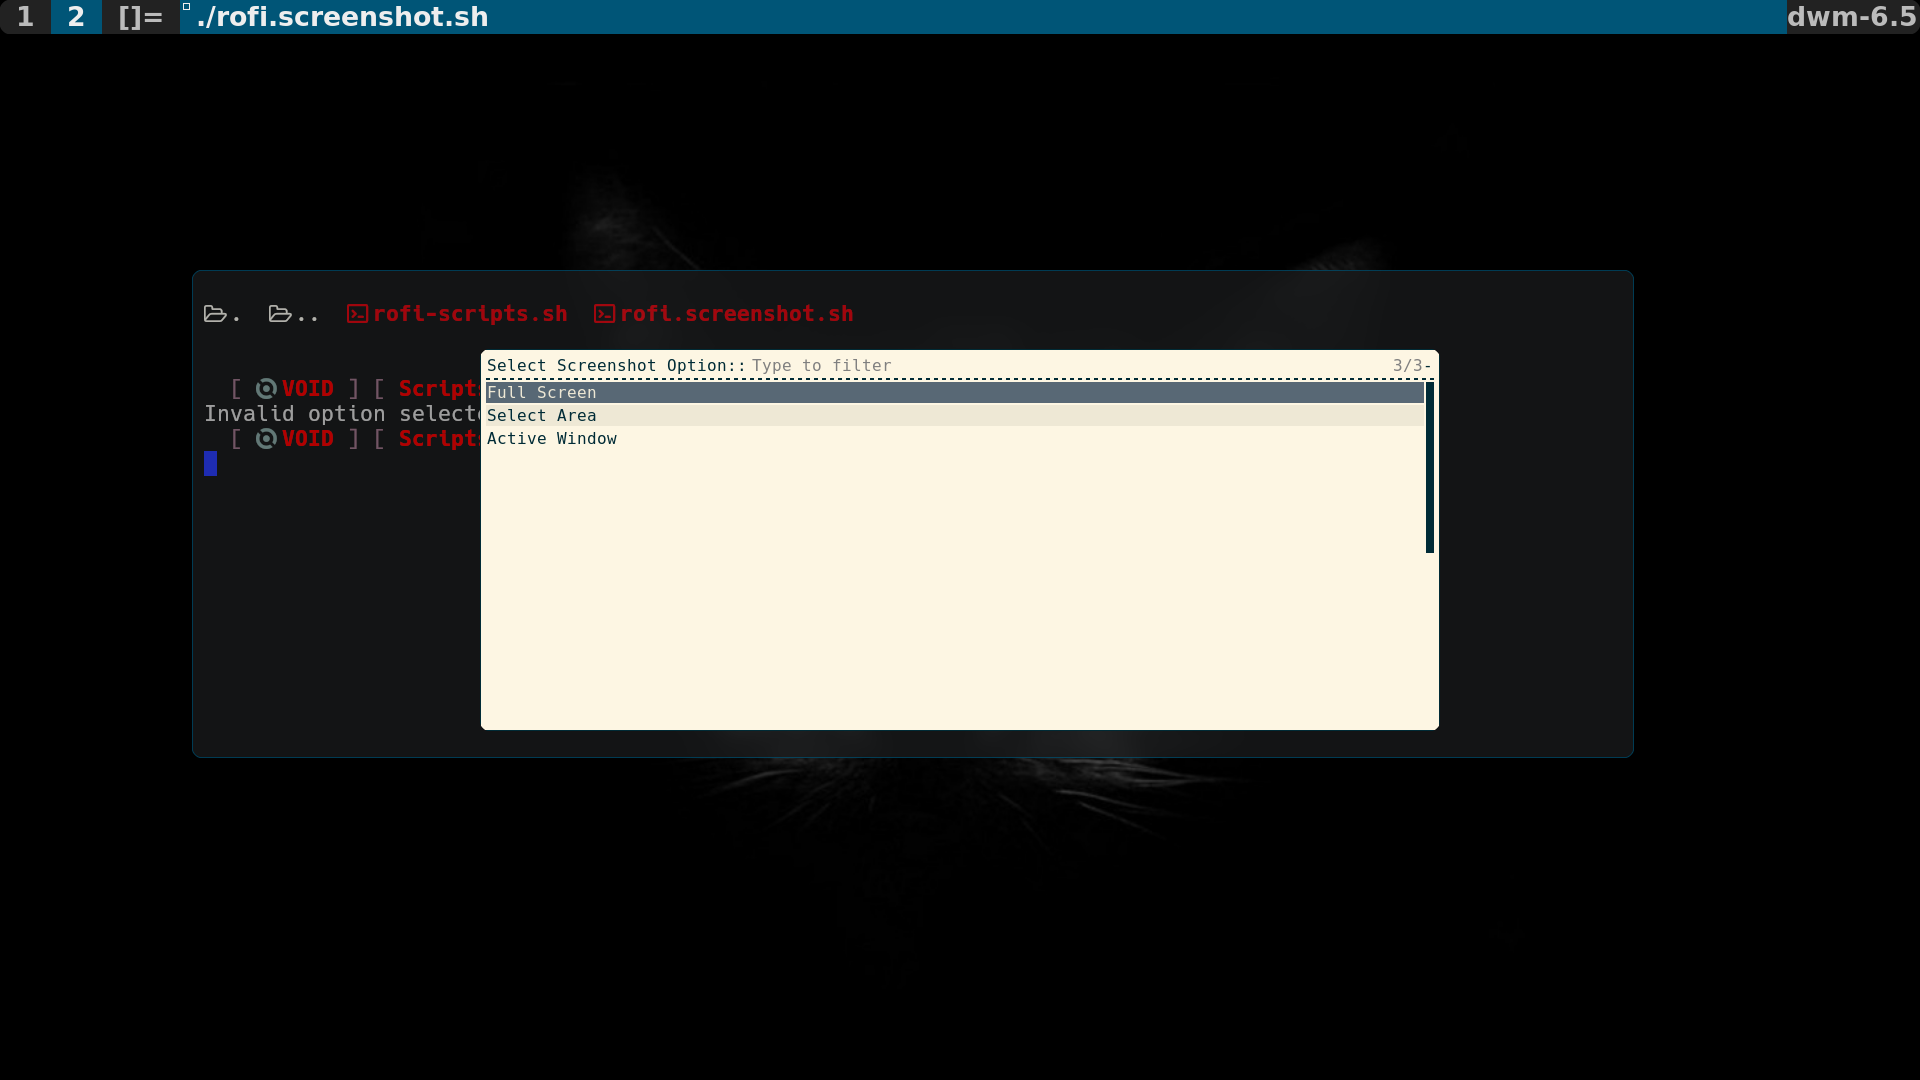 1 2 []= ./rofi.screenshot.sh dwm-6.5
. .. rofi-scripts.sh rofi.screenshot.sh
Select Screenshot Option:: Type to filter 3/3-
Full Screen
Select Area
Active Window
[ VOID ] [ Script
Invalid option select
[ VOID ] [ Script